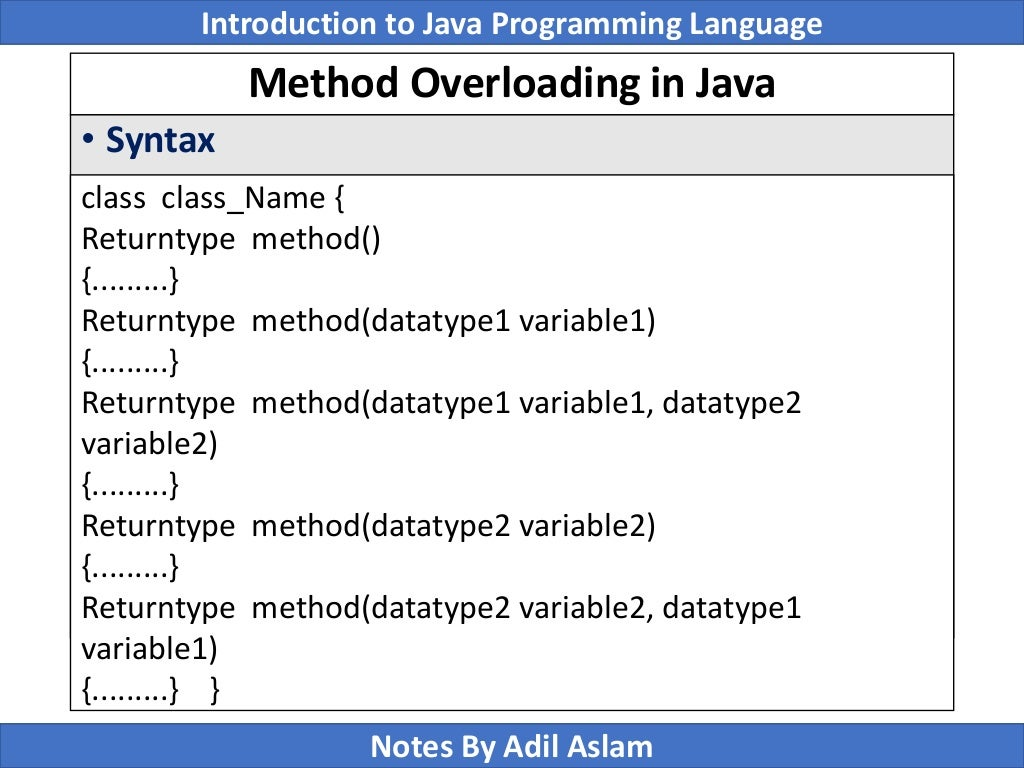 Introduction to Java Programming Language
Method Overloading in Java
• Syntax
class  class_Name {
Returntype  method()
{.........}
Returntype  method(datatype1 variable1)
{.........}
Returntype  method(datatype1 variable1, datatype2
variable2)
{.........}
Returntype  method(datatype2 variable2)
{.........}
Returntype  method(datatype2 variable2, datatype1
variable1)
{.........}    }
Notes By Adil Aslam